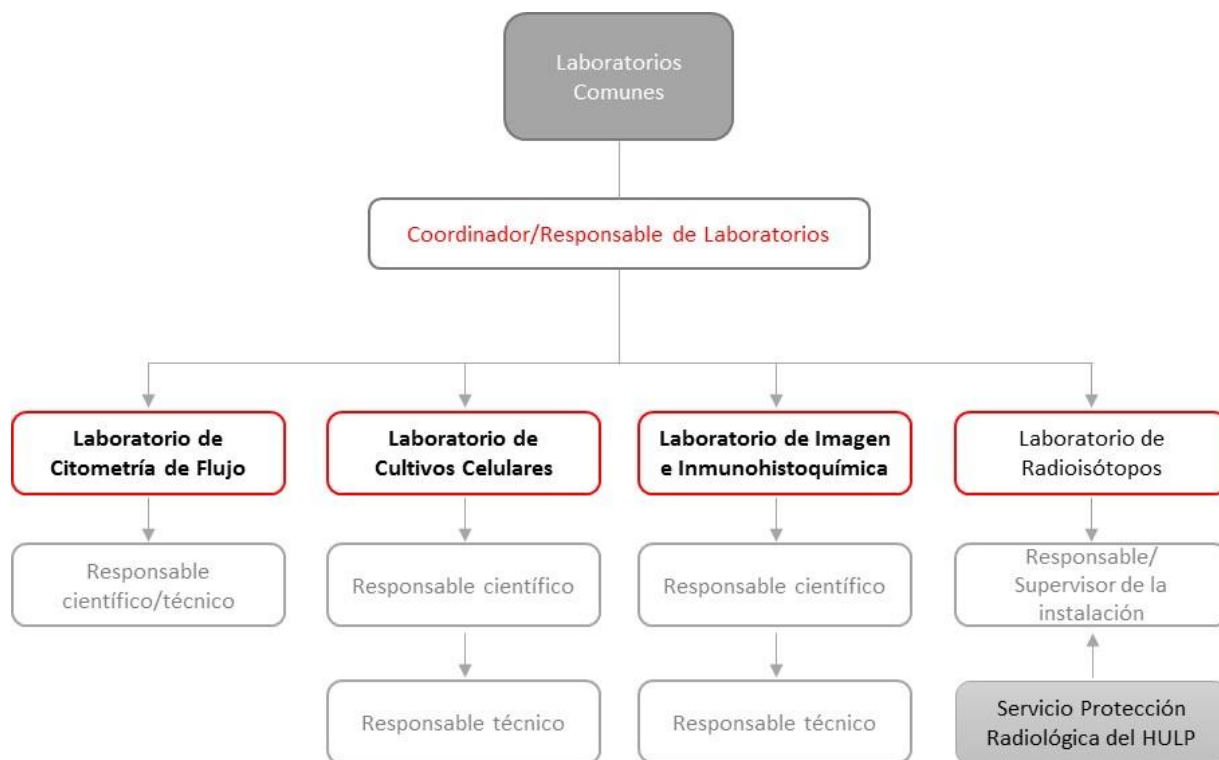 Laboratorios
Comunes
Coordinador/Responsable de Laboratorios
Laboratorio de
Citometría de Flujo
Laboratorio de
Cultivos Celulares
Laboratorio de Imagen
e Inmunohistoquímica
Laboratorio de
Radioisótopos
Responsable
científico/técnico
Responsable científico
Responsable científico
Responsable/
Supervisor de la
instalación
Responsable técnico
Responsable técnico
Servicio Protección
Radiológica del HULP